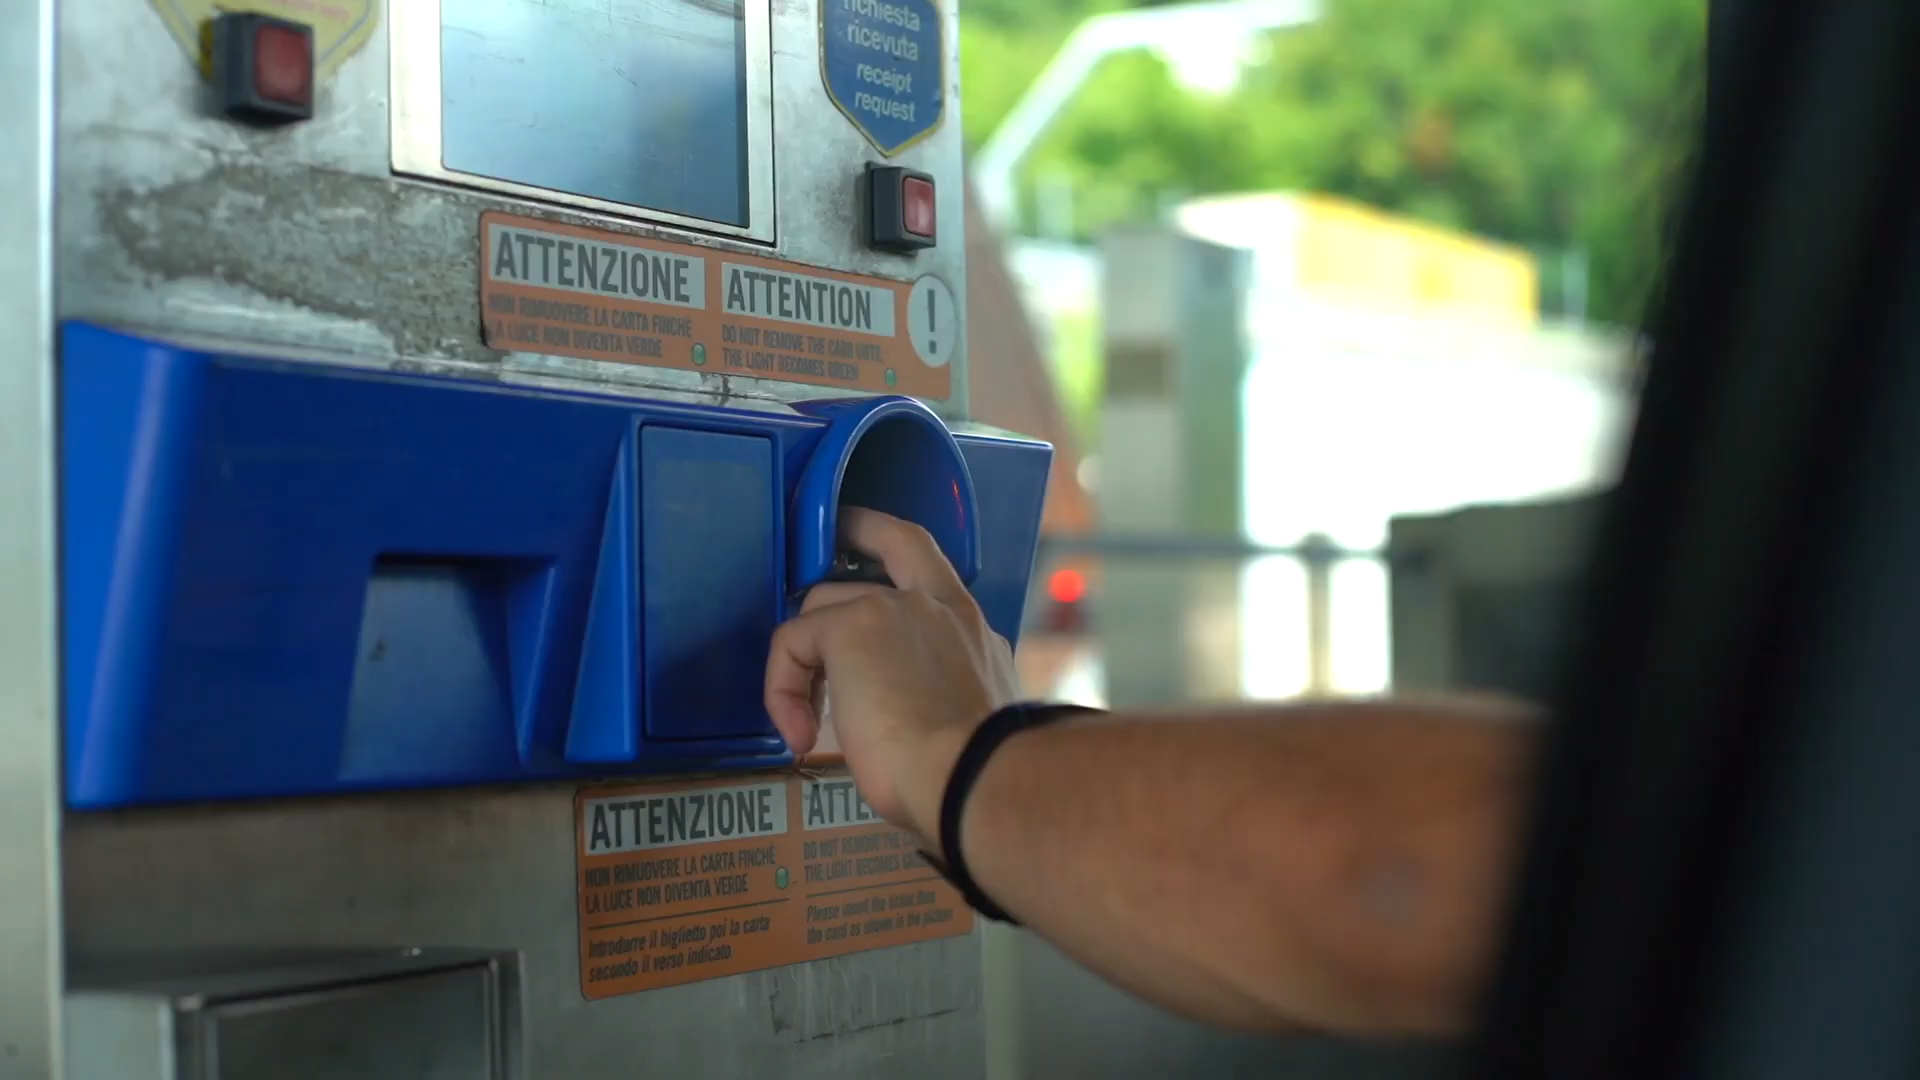 richiesta
ricevuta
receipt
request
ATTENZIONE
NON RIMUOVERE LA CARTA FINCHÈ
LA LUCE NON DIVENTA VERDE
ATTENTION
DO NOT REMOVE THE CARD UNTIL
THE LIGHT BECOMES GREEN
!
ATTENZIONE
NON RIMUOVERE LA CARTA FINCHÈ
LA LUCE NON DIVENTA VERDE
Introdurre il biglietto poi la carta
secondo il verso indicato
ATTE
DO NOT REMOVE THE
THE LIGHT BECOMES
Please insert the ticket then
the card as shown in the picture